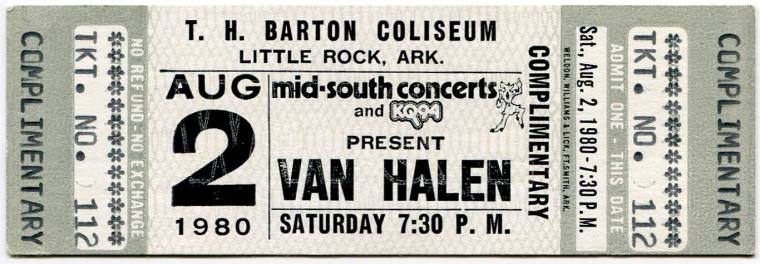 COMPLIMENTARY
TKT. NO. 112
NO REFUND-NO EXCHANGE
T. H. BARTON COLISEUM
LITTLE ROCK, ARK.
AUG
2
1980
mid-south concerts
and KQ94
PRESENT
VAN HALEN
SATURDAY 7:30 P. M.
COMPLIMENTARY
WELDON, WILLIAMS & LICK, FT. SMITH, ARK.
Sat., Aug. 2, 1980-7:30 P. M.
ADMIT ONE - THIS DATE
TKT. NO. 112
COMPLIMENTARY